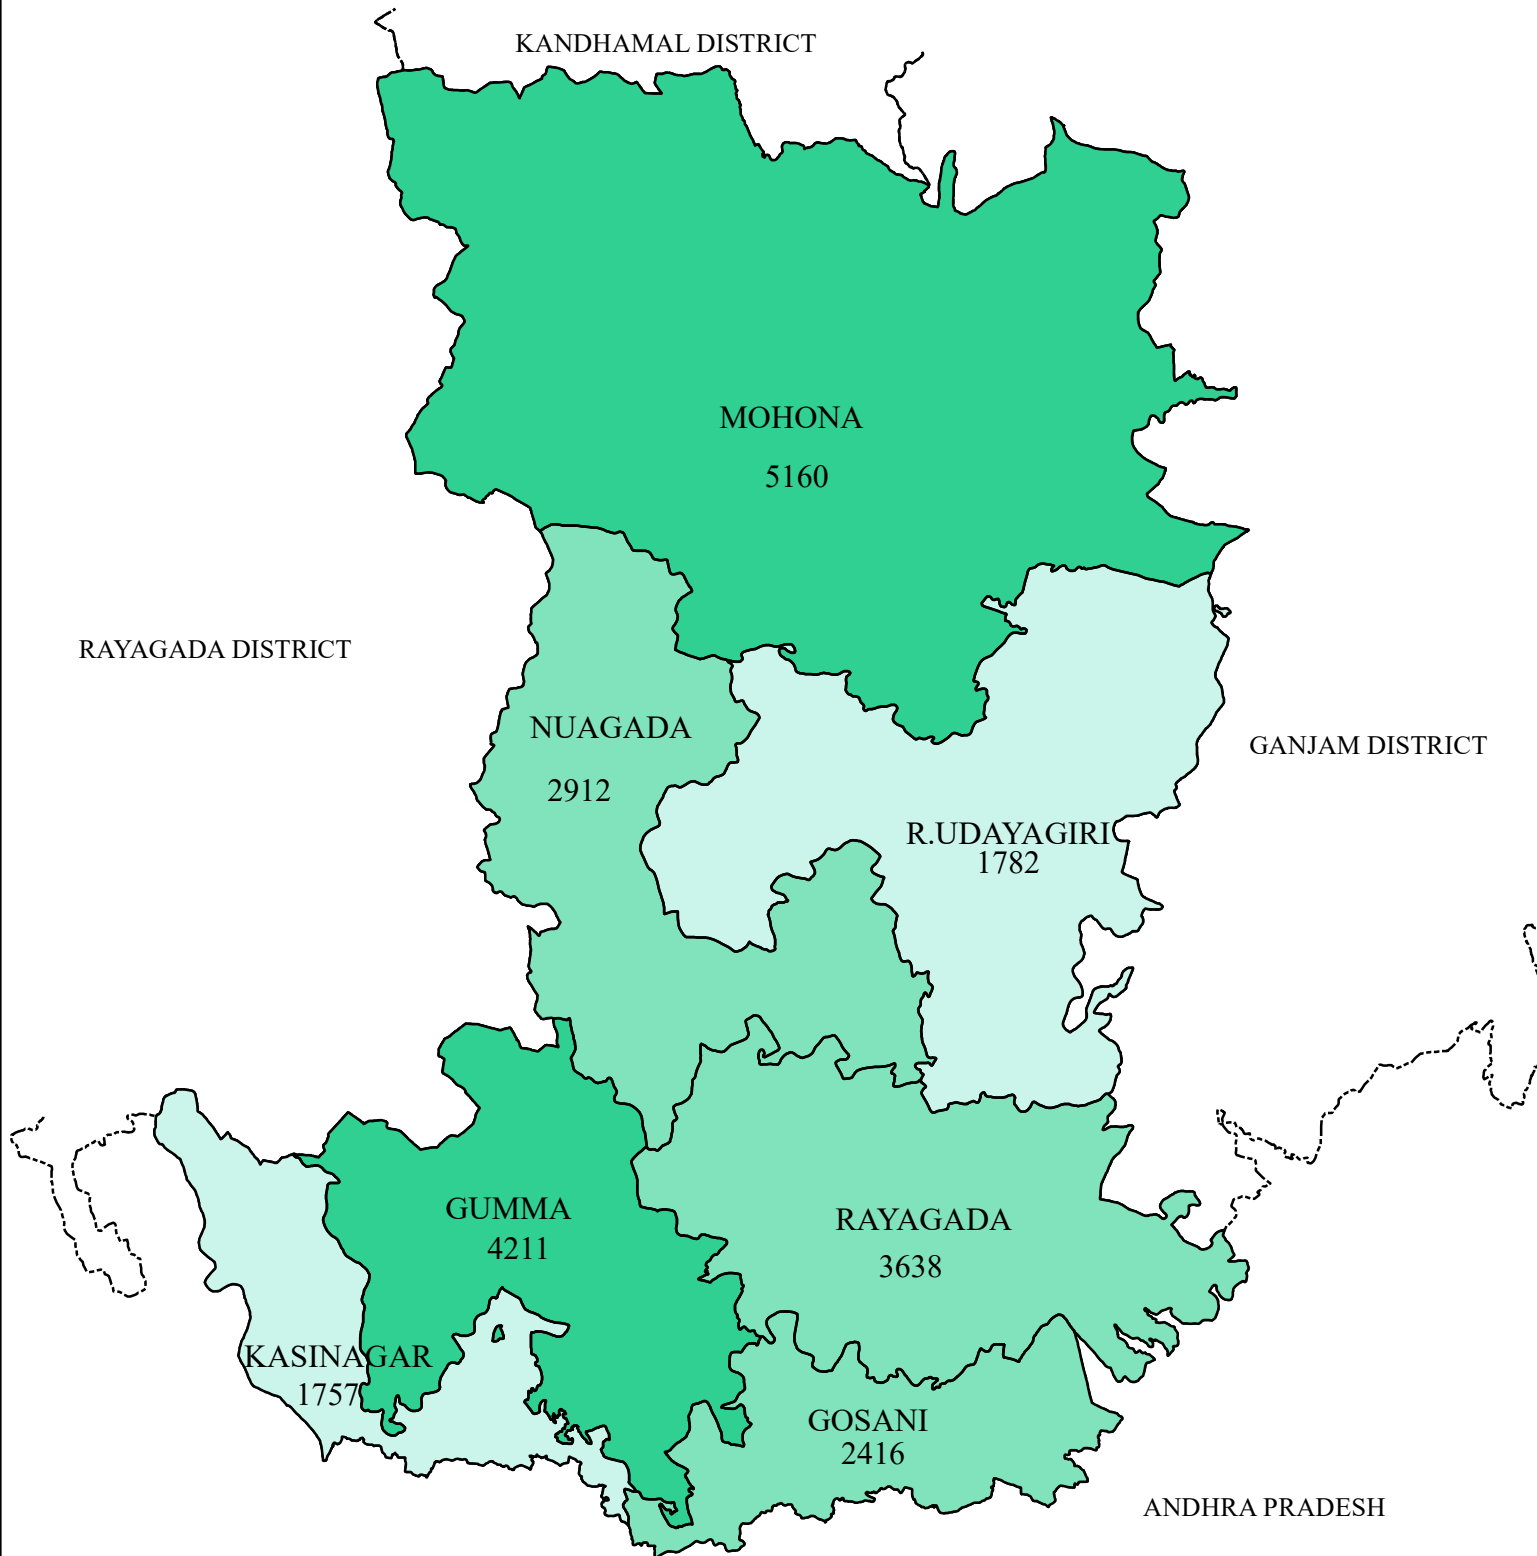 KANDHAMAL DISTRICT
MOHONA
5160
RAYAGADA DISTRICT
NUAGADA
2912
GANJAM DISTRICT
R.UDAYAGIRI
1782
GUMMA
4211
RAYAGADA
3638
KASINAGAR
1757
GOSANI
2416
ANDHRA PRADESH